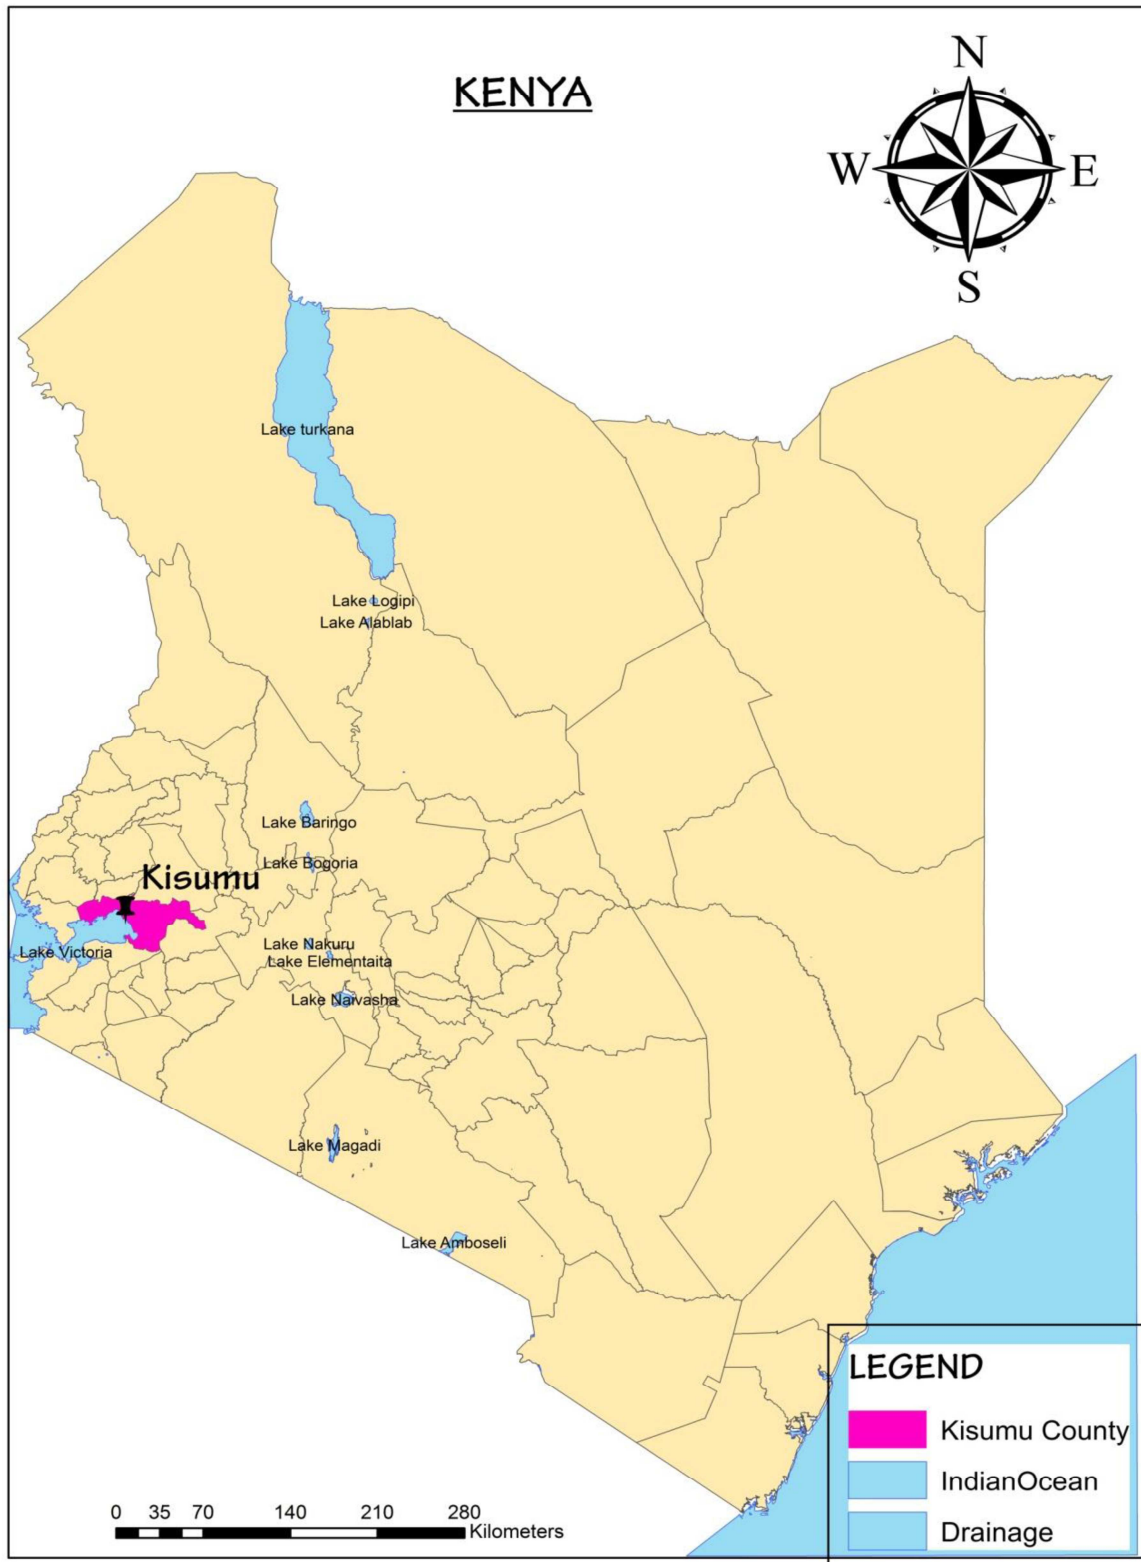 KENYA
N
W
E
S
Lake turkana
Lake Logipi
Lake Alablab
Lake Baringo
Lake Bogoria
Kisumu
Lake Nakuru
Lake Victoria
Lake Elementaita
Lake Naivasha
Lake Magadi
Lake Amboseli
LEGEND
Kisumu County
IndianOcean
Drainage
0 35 70 140 210 280
Kilometers